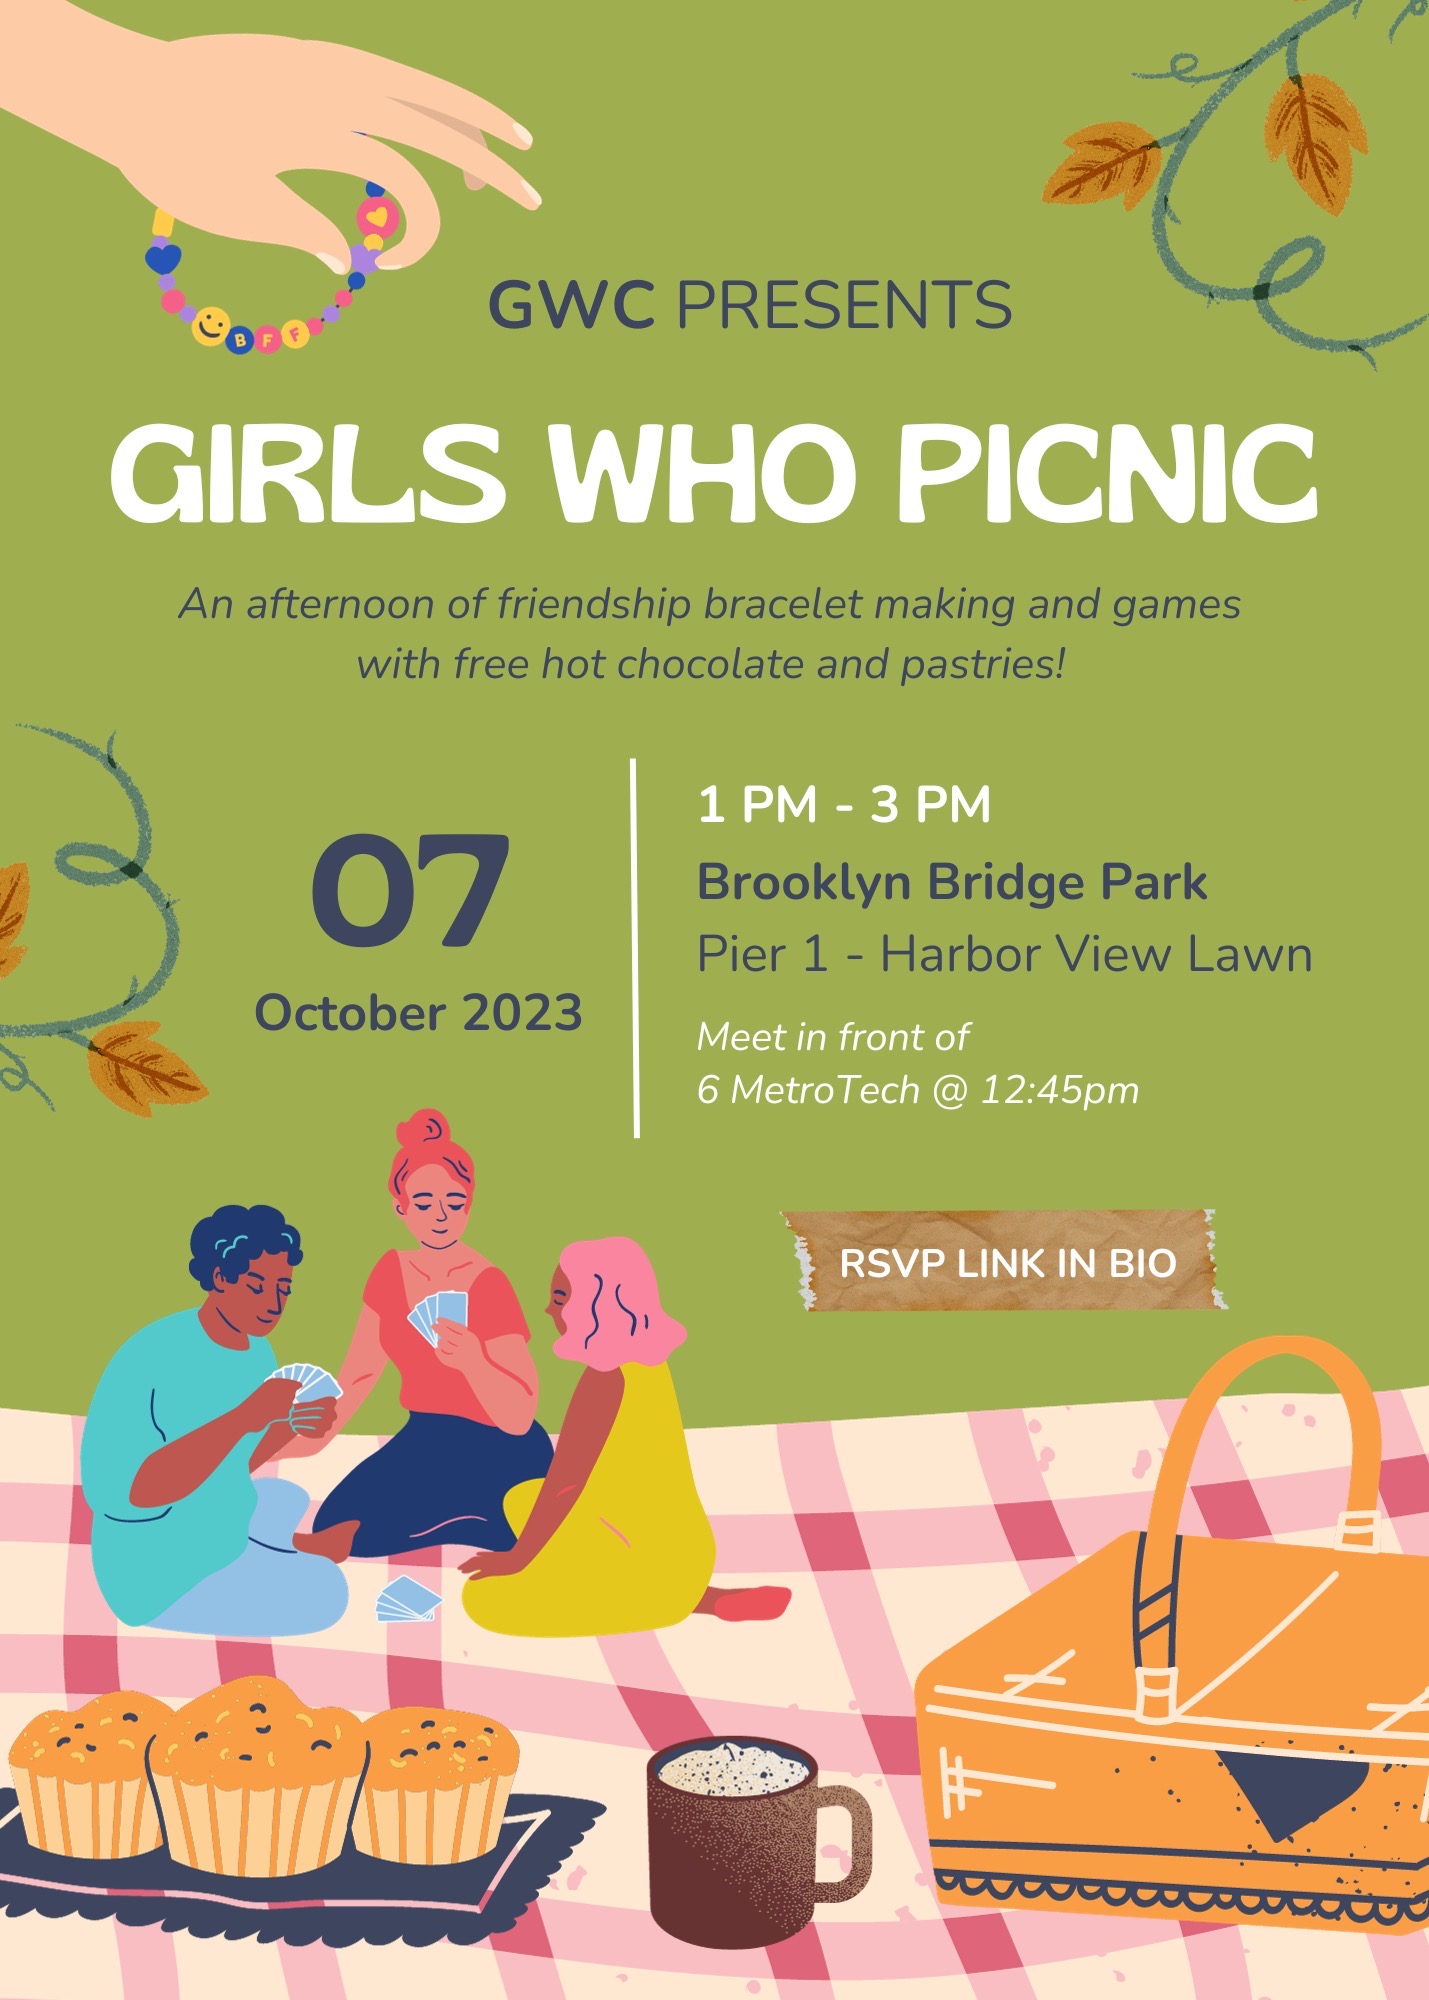 B F F
GWC PRESENTS
GIRLS WHO PICNIC
An afternoon of friendship bracelet making and games
with free hot chocolate and pastries!
07
October 2023
1 PM - 3 PM
Brooklyn Bridge Park
Pier 1 - Harbor View Lawn
Meet in front of
6 MetroTech @ 12:45pm
RSVP LINK IN BIO